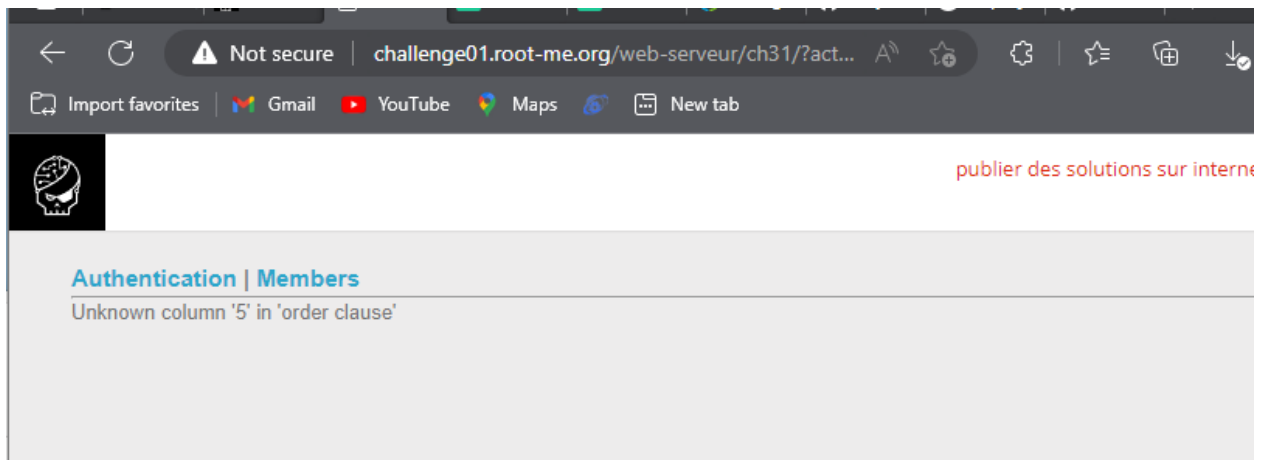 Not secure challenge01.root-me.org/web-serveur/ch31/?act...
Import favorites Gmail YouTube Maps New tab
publier des solutions sur interne
Authentication | Members
Unknown column '5' in 'order clause'